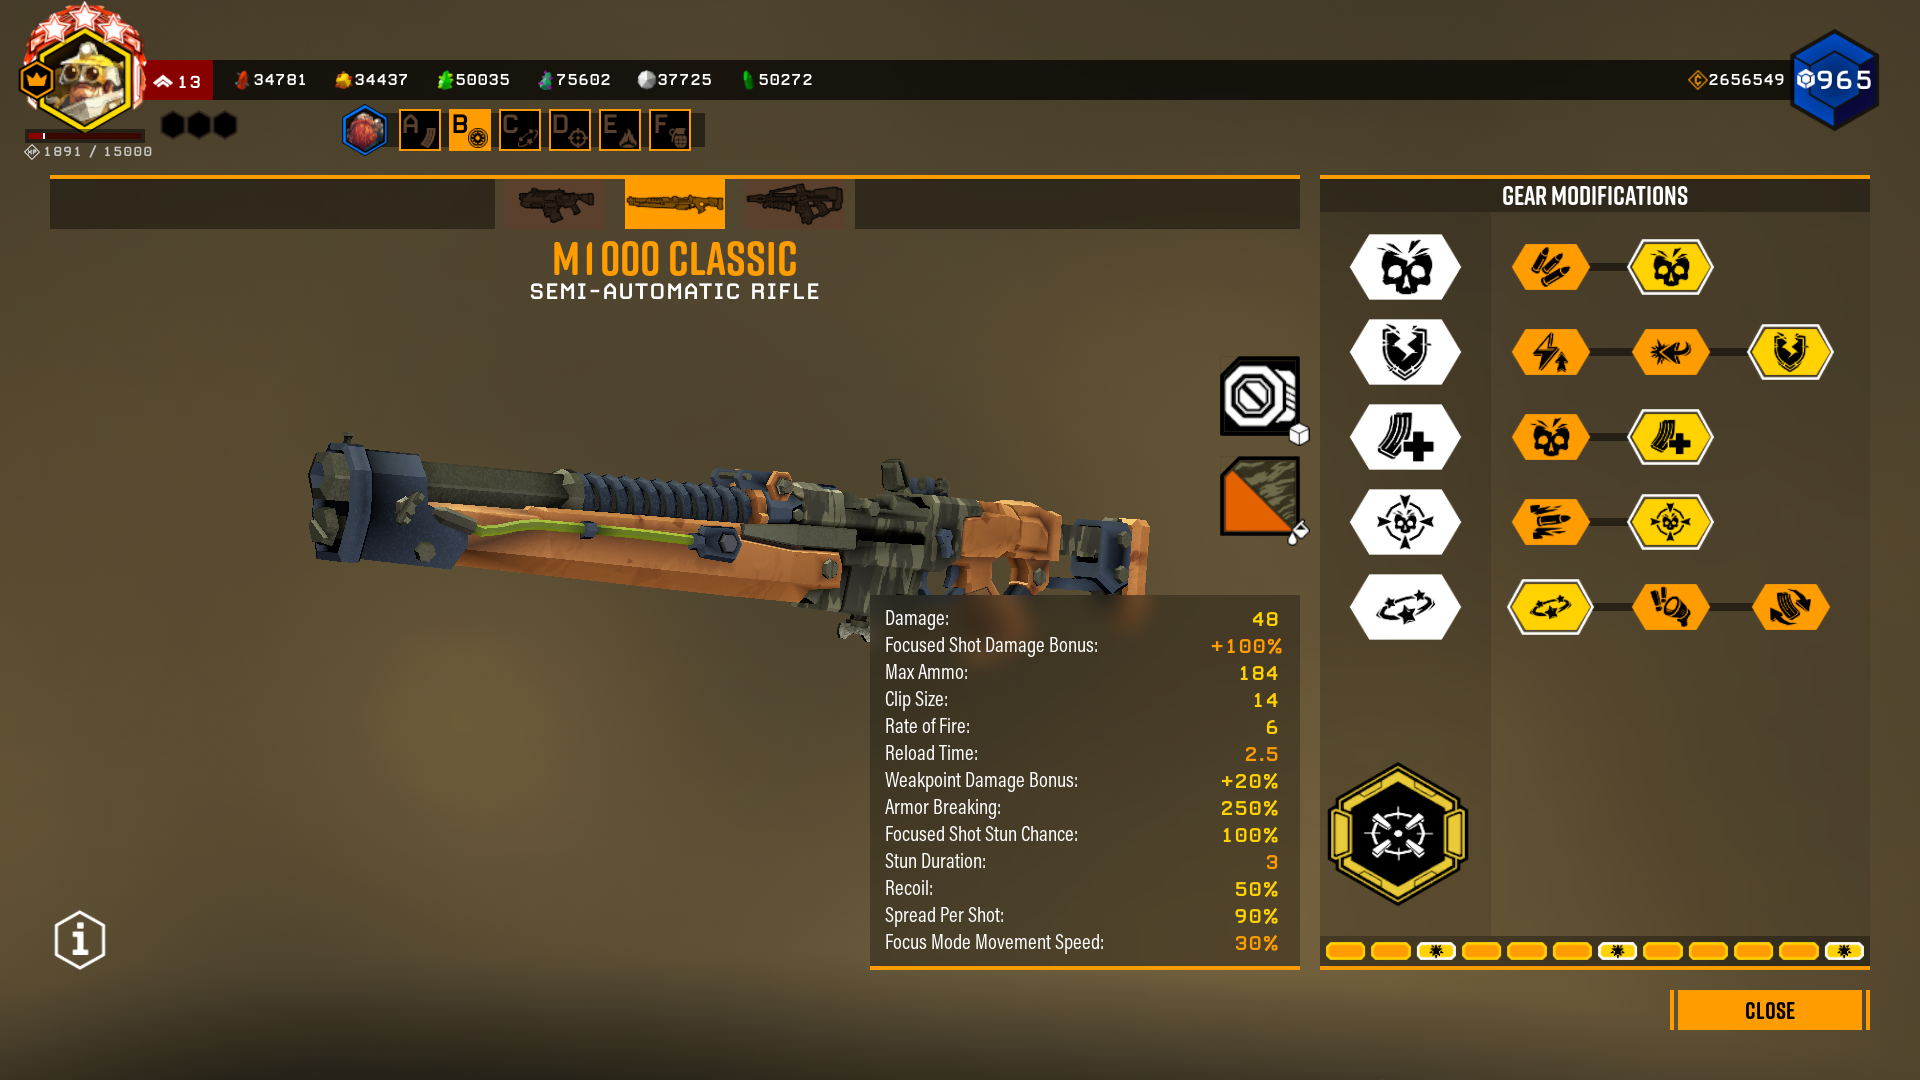 13
34781
34437
50035
75602
37725
50272
2656549
965
1891 / 15000
A
B
C
D
E
F
GEAR MODIFICATIONS
M1000 CLASSIC
SEMI-AUTOMATIC RIFLE
Damage: 48
Focused Shot Damage Bonus: +100%
Max Ammo: 184
Clip Size: 14
Rate of Fire: 6
Reload Time: 2.5
Weakpoint Damage Bonus: +20%
Armor Breaking: 250%
Focused Shot Stun Chance: 100%
Stun Duration: 3
Recoil: 50%
Spread Per Shot: 90%
Focus Mode Movement Speed: 30%
CLOSE